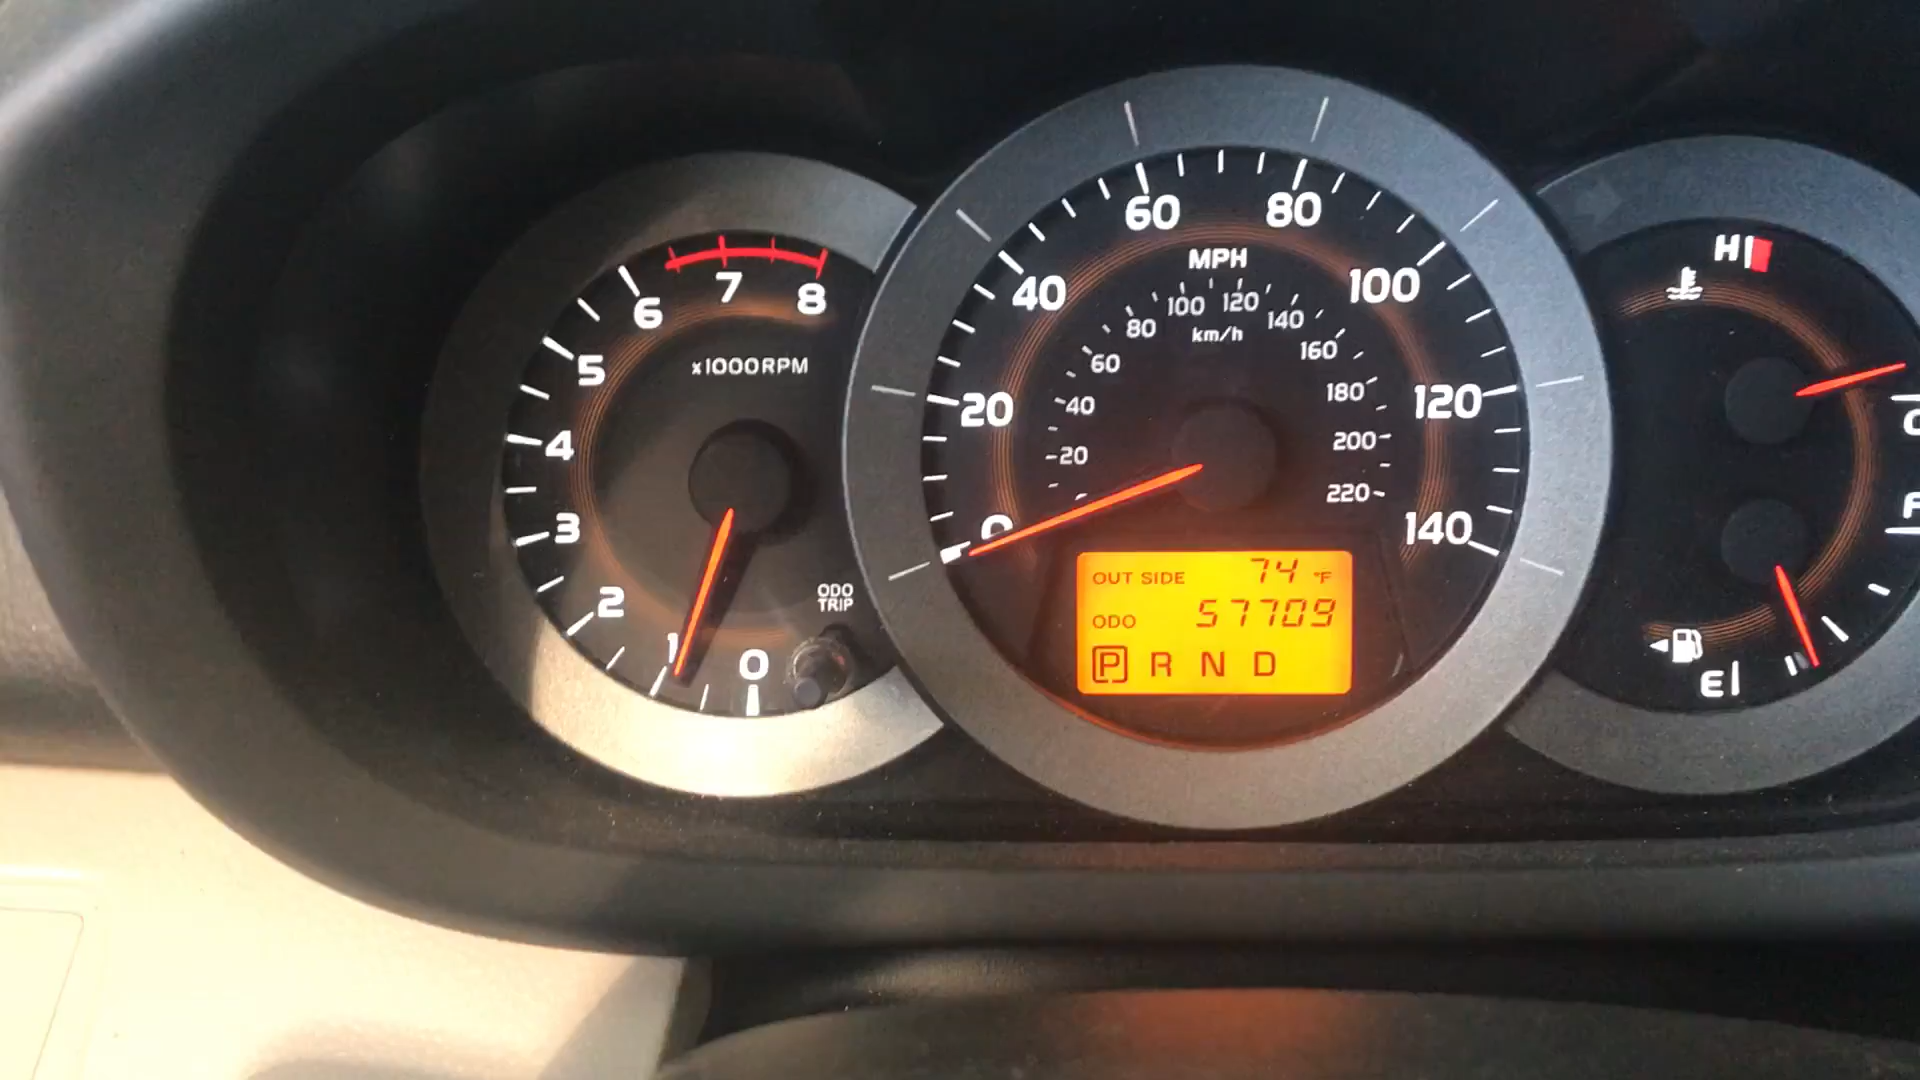 6 7 8
5
4
3
2
1
0
x1000RPM
ODO
TRIP
0 20 40 60 80 100 120 140
MPH
20 40 60 80 100 120 140 160 180 200 220
km/h
OUT SIDE 74 °F
ODO 57709
P R N D
H
C
F
E